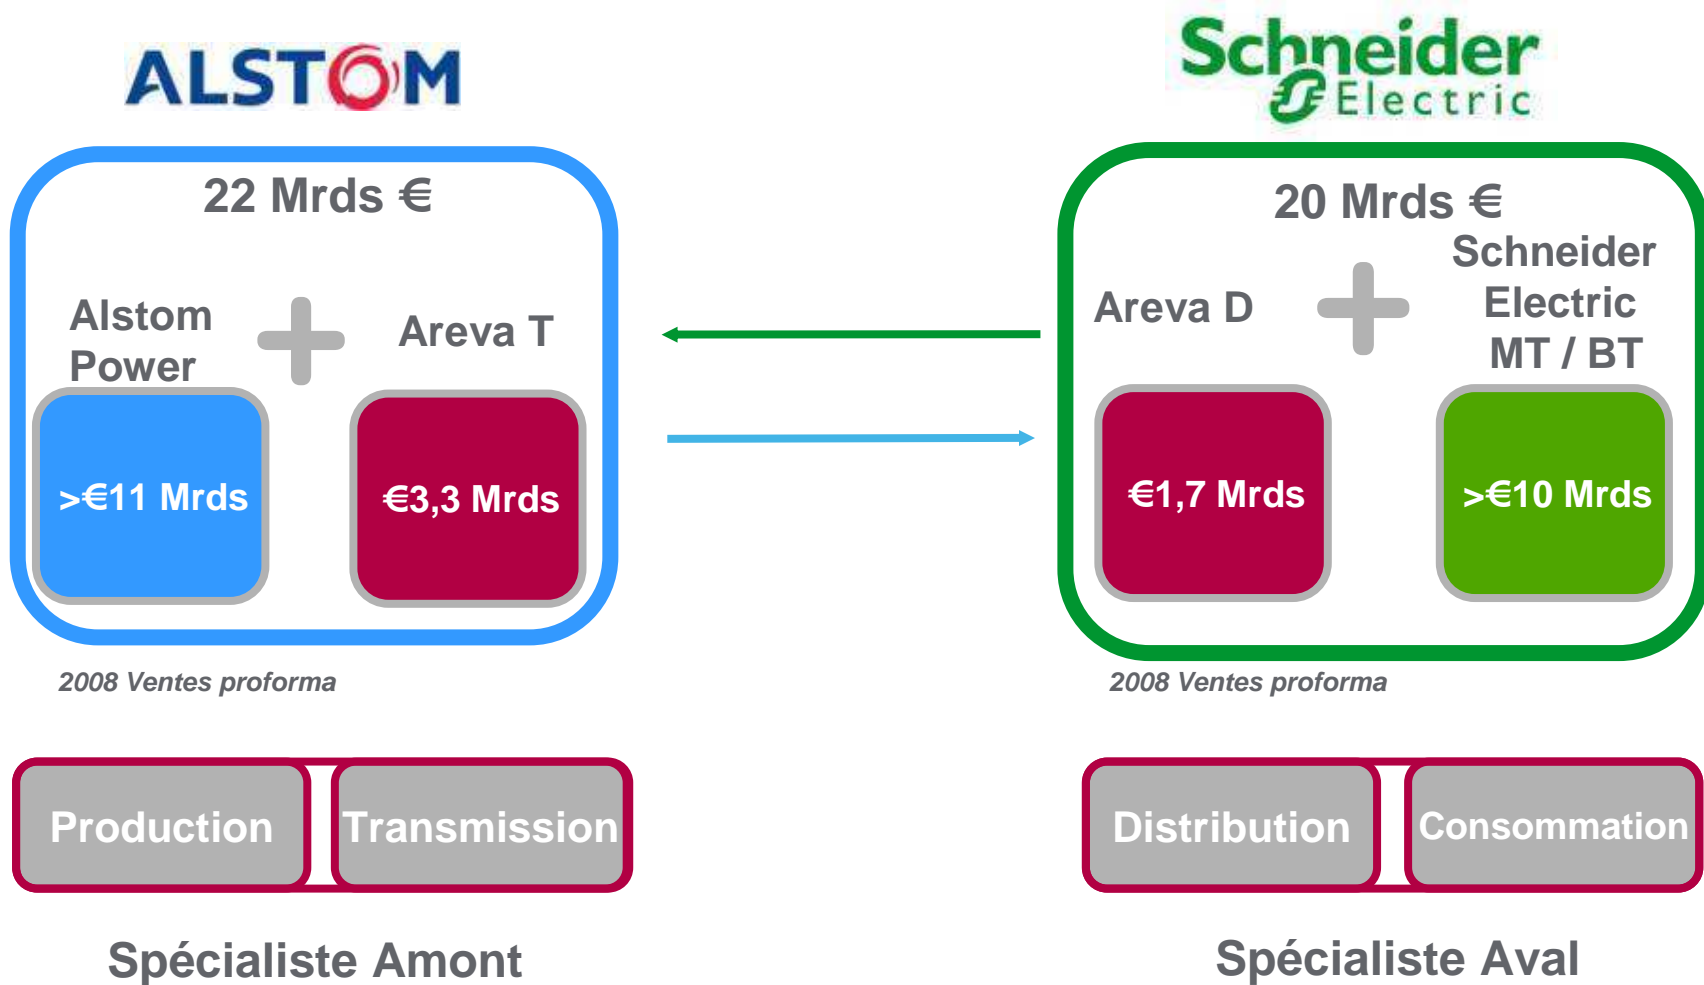 ALSTOM
22 Mrds €
Alstom
Power
Areva T
>€11 Mrds
€3,3 Mrds
2008 Ventes proforma
Production
Transmission
Spécialiste Amont
Schneider
Electric
20 Mrds €
Areva D
Schneider
Electric
MT / BT
€1,7 Mrds
>€10 Mrds
2008 Ventes proforma
Distribution
Consommation
Spécialiste Aval